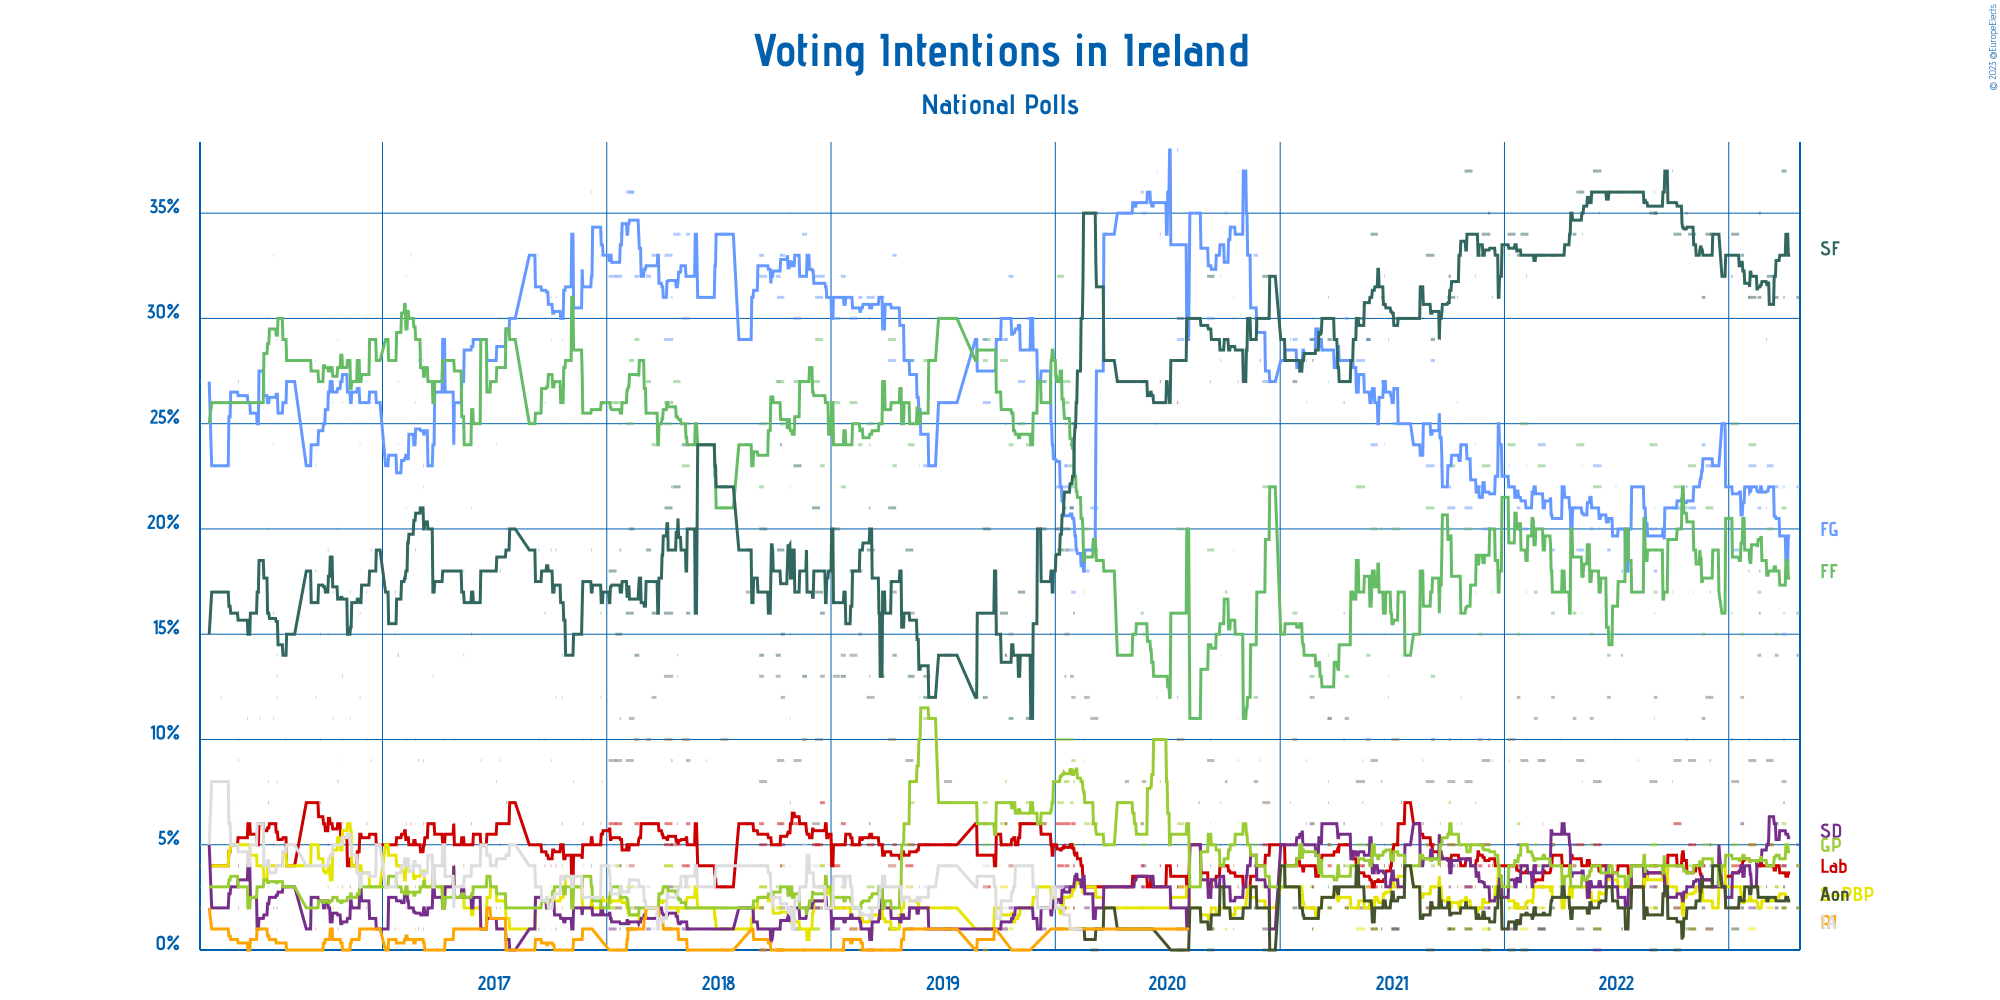 © 2023 @EuropeElects
Voting Intentions in Ireland
National Polls
35%
30%
25%
20%
15%
10%
5%
0%
SF
FG
FF
SD
GP
Lab
Aon
PBP
2017
2018
2019
2020
2021
2022